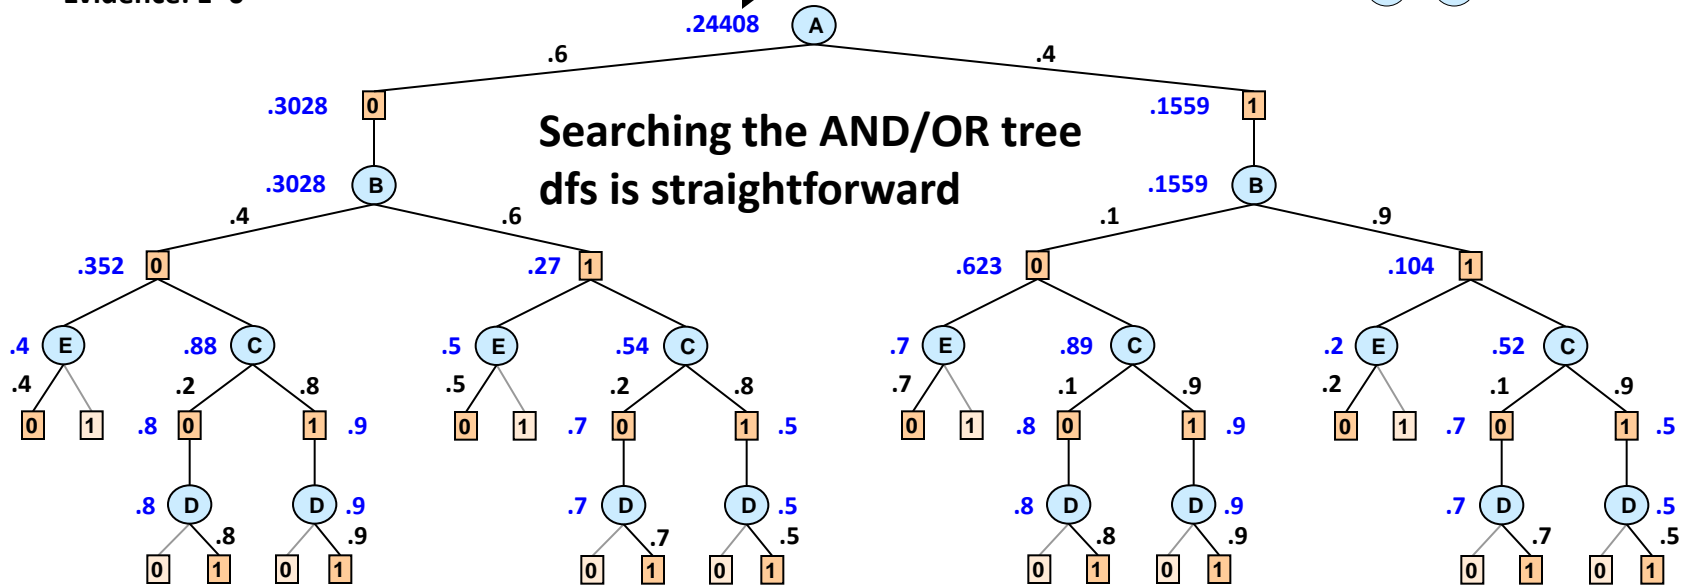 .24408 A
.6 .4
.3028 0 .1559 1
Searching the AND/OR tree
dfs is straightforward
.3028 B .1559 B
.4 .6 .1 .9
.352 0 .27 1 .623 0 .104 1
.4 E .88 C .5 E .54 C .7 E .89 C .2 E .52 C
.4 .2 .8 .5 .2 .8 .7 .1 .9 .2 .1 .9
0 1 .8 0 1 .9 0 1 .7 0 1 .5 0 1 .8 0 1 .9 0 1 .7 0 1 .5
.8 D D .9 .7 D D .5 .8 D D .9 .7 D D .5
.8 .9 .7 .5 .8 .9 .7 .5
0 1 0 1 0 1 0 1 0 1 0 1 0 1 0 1